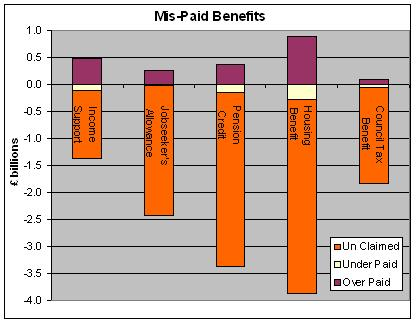 Mis-Paid Benefits
£ billions
1.0
0.5
0.0
-0.5
-1.0
-1.5
-2.0
-2.5
-3.0
-3.5
-4.0
Income
Support
Jobseeker's
Allowance
Pension
Credit
Housing
Benefit
Council Tax
Benefit
Un Claimed
Under Paid
Over Paid